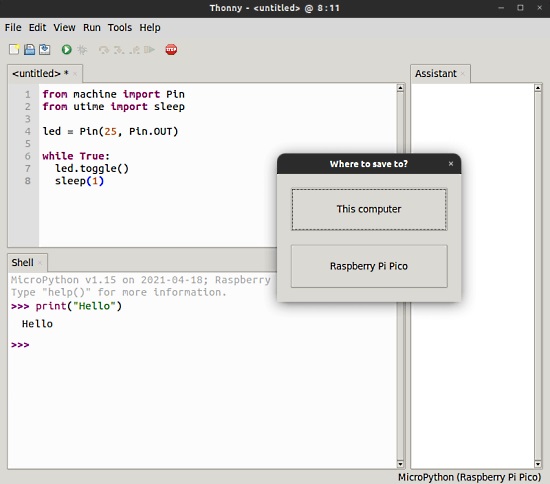 Thonny - <untitled> @ 8:11
File Edit View Run Tools Help
STOP
<untitled> *
Assistant
1 from machine import Pin
2 from utime import sleep
3
4 led = Pin(25, Pin.OUT)
5
6 while True:
7   led.toggle()
8   sleep(1)
Where to save to?
This computer
Raspberry Pi Pico
Shell
MicroPython v1.15 on 2021-04-18; Raspberry
Type "help()" for more information.
>>> print("Hello")
Hello
>>>
MicroPython (Raspberry Pi Pico)